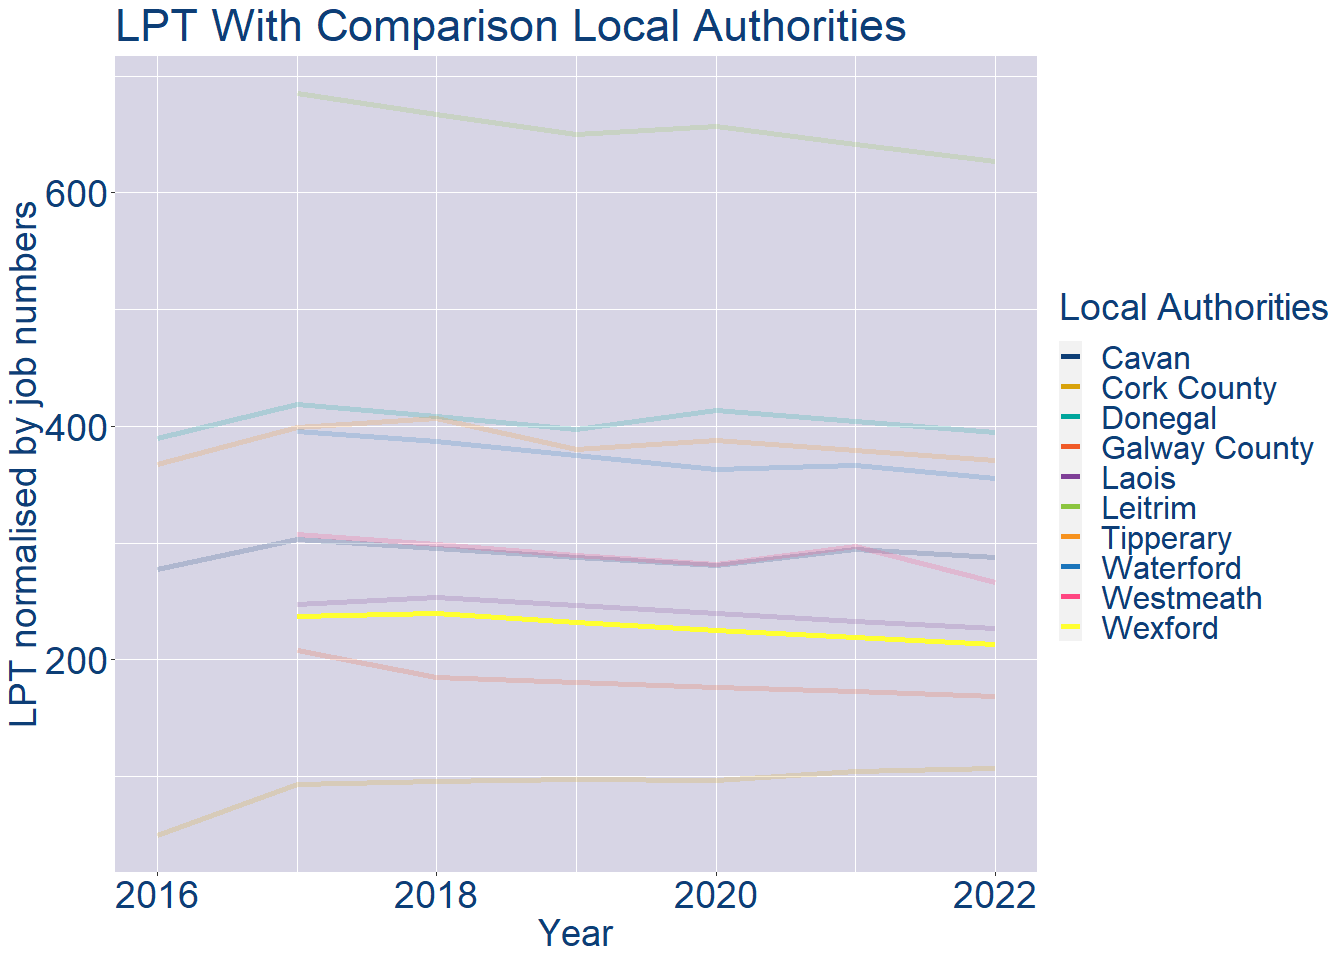 LPT With Comparison Local Authorities
LPT normalised by job numbers
600
400
200
2016
2018
2020
2022
Year
Local Authorities
Cavan
Cork County
Donegal
Galway County
Laois
Leitrim
Tipperary
Waterford
Westmeath
Wexford